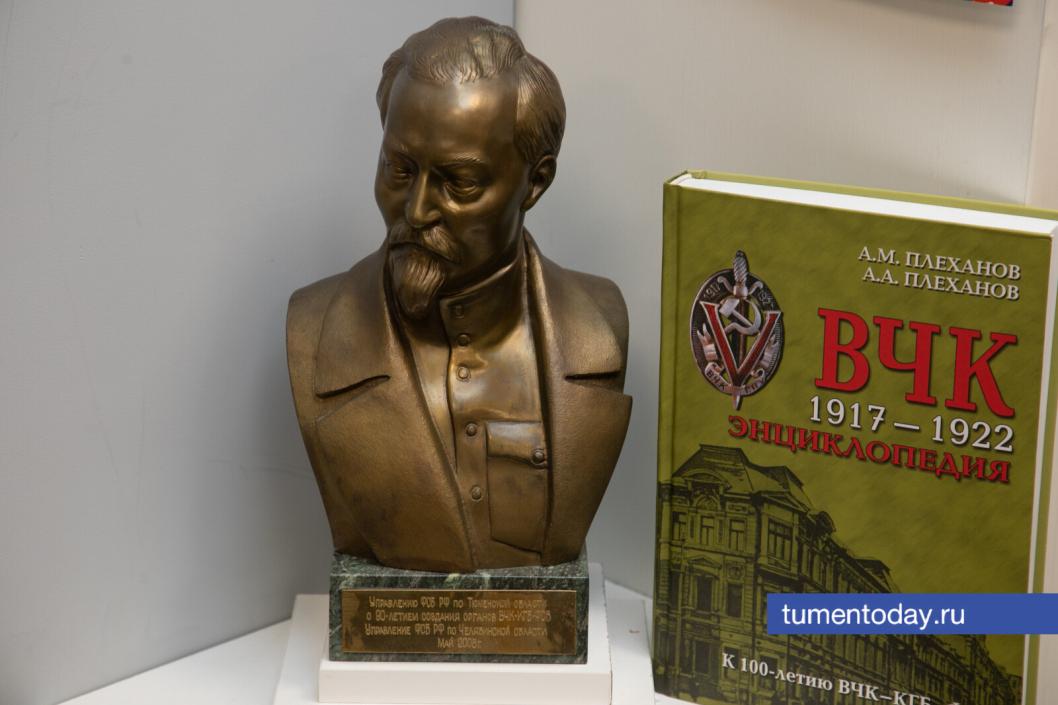 А.М. ПЛЕХАНОВ
А.А. ПЛЕХАНОВ
ВЧК
1917 – 1922
ЭНЦИКЛОПЕДИЯ
К 100-летию ВЧК–КГБ
Управлению ФСБ РФ по Тюменской области
с 90-летием создания органов ВЧК-КГБ-ФСБ
Управление ФСБ РФ по Челябинской области
Май 2008г.
tumentoday.ru